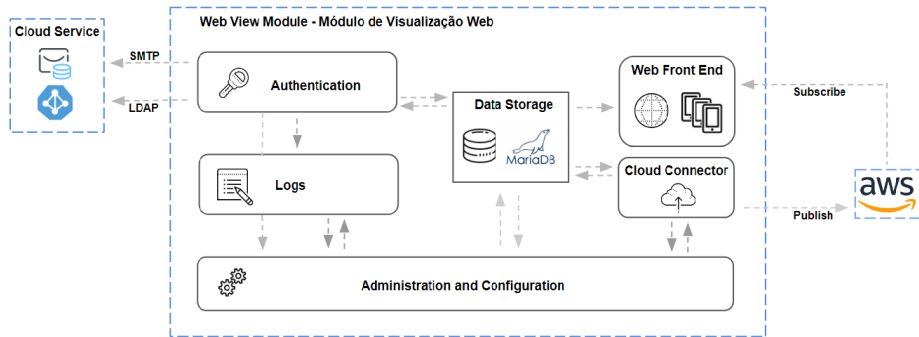 Web View Module - Módulo de Visualização Web
Cloud Service
SMTP
LDAP
Authentication
Logs
Data Storage
MariaDB
Web Front End
Cloud Connector
Subscribe
aws
Publish
Administration and Configuration